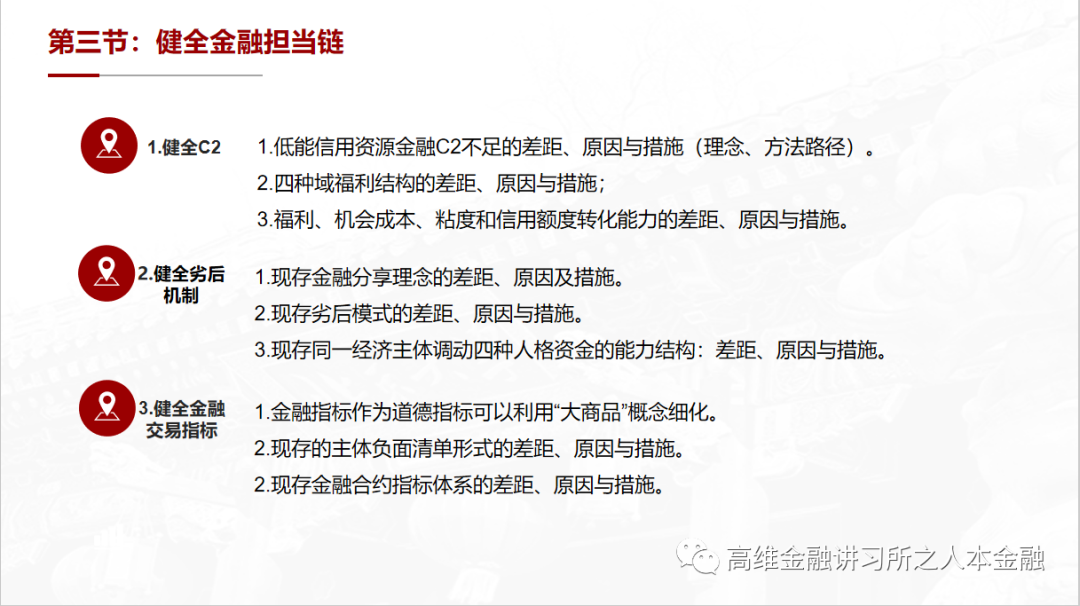 第三节：健全金融担当链
1.健全C2
1.低能信用资源金融C2不足的差距、原因与措施（理念、方法路径）。
2.四种域福利结构的差距、原因与措施；
3.福利、机会成本、粘度和信用额度转化能力的差距、原因与措施。
2.健全劣后
机制
1.现存金融分享理念的差距、原因及措施。
2.现存劣后模式的差距、原因与措施。
3.现存同一经济主体调动四种人格资金的能力结构：差距、原因与措施。
3.健全金融
交易指标
1.金融指标作为道德指标可以利用“大商品”概念细化。
2.现存的主体负面清单形式的差距、原因与措施。
2.现存金融合约指标体系的差距、原因与措施。
高维金融讲习所之人本金融